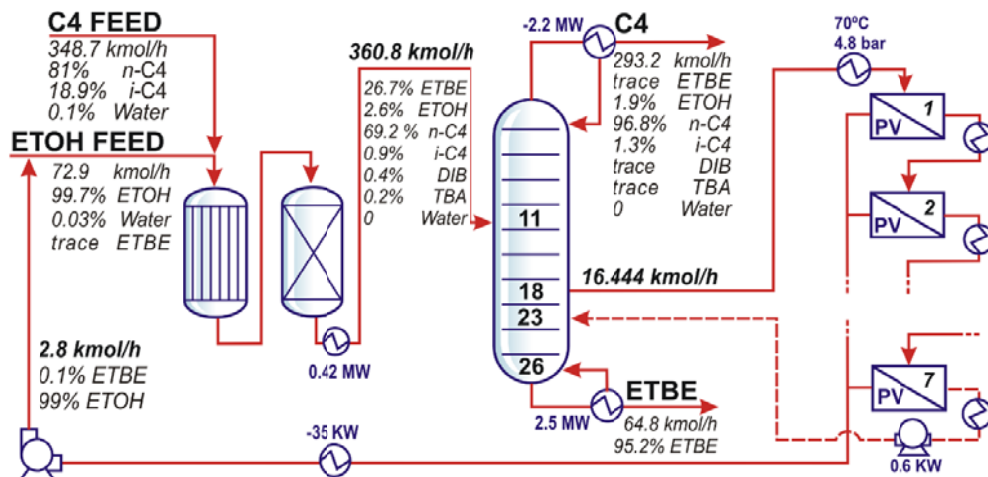 C4 FEED
348.7 kmol/h
81% n-C4
18.9% i-C4
0.1% Water
ETOH FEED
72.9 kmol/h
99.7% ETOH
0.03% Water
trace ETBE
2.8 kmol/h
0.1% ETBE
99% ETOH
-35 KW
0.42 MW
360.8 kmol/h
26.7% ETBE
2.6% ETOH
69.2 % n-C4
0.9% i-C4
0.4% DIB
0.2% TBA
0 Water
-2.2 MW
C4
293.2 kmol/h
trace ETBE
1.9% ETOH
96.8% n-C4
1.3% i-C4
trace DIB
trace TBA
0 Water
11
18
23
26
16.444 kmol/h
2.5 MW
ETBE
64.8 kmol/h
95.2% ETBE
70ºC
4.8 bar
PV 1
PV 2
PV 7
0.6 KW